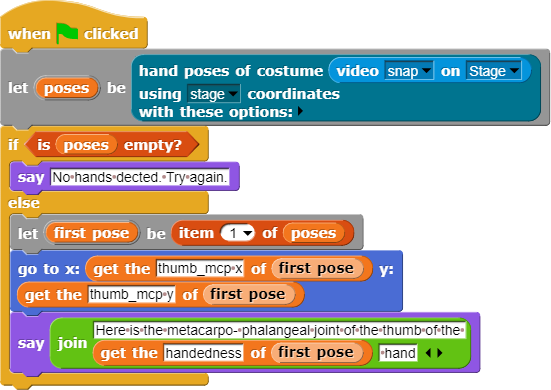 when clicked
let poses be hand poses of costume video snap on Stage
using stage coordinates
with these options:
if is poses empty?
say No hands dected. Try again.
else
let first pose be item 1 of poses
go to x: get the thumb_mcp x of first pose y:
get the thumb_mcp y of first pose
say join Here is the metacarpo- phalangeal joint of the thumb of the
get the handedness of first pose hand